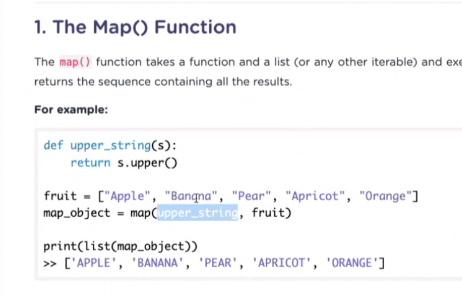 1. The Map() Function
The map() function takes a function and a list (or any other iterable) and exe
returns the sequence containing all the results.
For example:
def upper_string(s):
return s.upper()
fruit = ["Apple", "Banana", "Pear", "Apricot", "Orange"]
map_object = map(upper_string, fruit)
print(list(map_object))
>> ['APPLE', 'BANANA', 'PEAR', 'APRICOT', 'ORANGE']